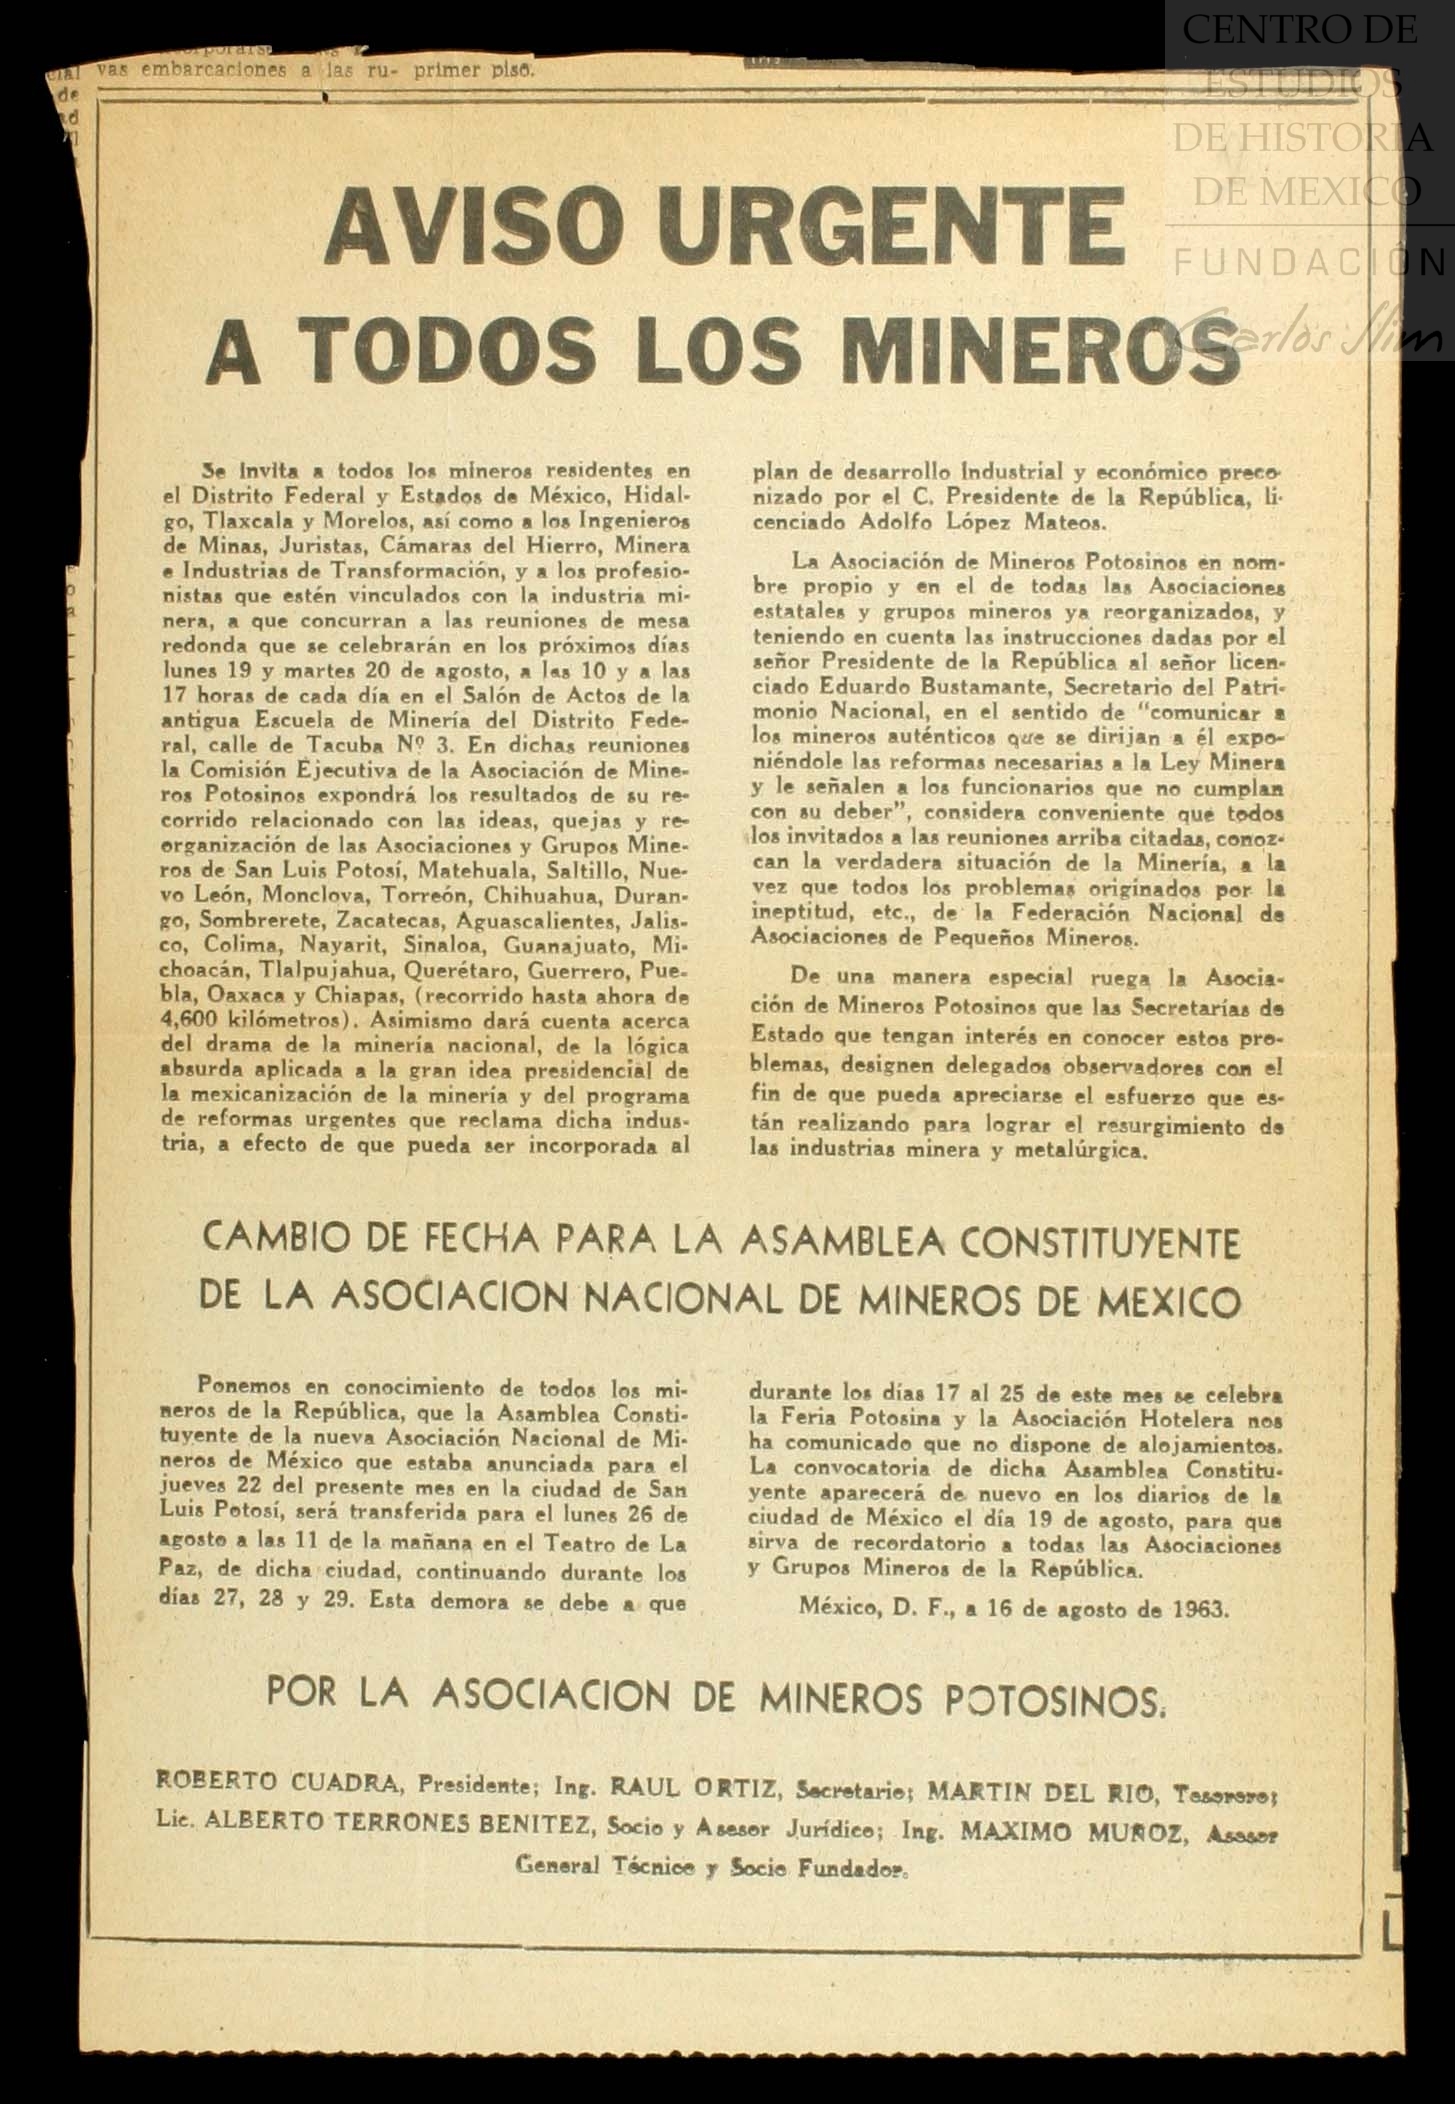 vas embarcaciones a las ru- primer piso.
de
CENTRO DE
ESTUDIOS
DE HISTORIA
DE MEXICO
FUNDACIÓN
Carlos Slim
AVISO URGENTE
A TODOS LOS MINEROS
Se invita a todos los mineros residentes en
el Distrito Federal y Estados de México, Hidal-
go, Tlaxcala y Morelos, así como a los Ingenieros
de Minas, Juristas, Cámaras del Hierro, Minera
e Industrias de Transformación, y a los profesio-
nistas que estén vinculados con la industria mi-
nera, a que concurran a las reuniones de mesa
redonda que se celebrarán en los próximos días
lunes 19 y martes 20 de agosto, a las 10 y a las
17 horas de cada día en el Salón de Actos de la
antigua Escuela de Minería del Distrito Fede-
ral, calle de Tacuba Nº 3. En dichas reuniones
la Comisión Ejecutiva de la Asociación de Mine-
ros Potosinos expondrá los resultados de su re-
corrido relacionado con las ideas, quejas y re-
organización de las Asociaciones y Grupos Mine-
ros de San Luis Potosí, Matehuala, Saltillo, Nue-
vo León, Monclova, Torreón, Chihuahua, Duran-
go, Sombrerete, Zacatecas, Aguascalientes, Jalis-
co, Colima, Nayarit, Sinaloa, Guanajuato, Mi-
choacán, Tlalpujahua, Querétaro, Guerrero, Pue-
bla, Oaxaca y Chiapas, (recorrido hasta ahora de
4,600 kilómetros). Asimismo dará cuenta acerca
del drama de la minería nacional, de la lógica
absurda aplicada a la gran idea presidencial de
la mexicanización de la minería y del programa
de reformas urgentes que reclama dicha indus-
tria, a efecto de que pueda ser incorporada al
plan de desarrollo industrial y económico preco-
nizado por el C. Presidente de la República, li-
cenciado Adolfo López Mateos.
La Asociación de Mineros Potosinos en nom-
bre propio y en el de todas las Asociaciones
estatales y grupos mineros ya reorganizados, y
teniendo en cuenta las instrucciones dadas por el
señor Presidente de la República al señor licen-
ciado Eduardo Bustamante, Secretario del Patri-
monio Nacional, en el sentido de "comunicar a
los mineros auténticos que se dirijan a él expo-
niéndole las reformas necesarias a la Ley Minera
y le señalen a los funcionarios que no cumplan
con su deber", considera conveniente que todos
los invitados a las reuniones arriba citadas, conoz-
can la verdadera situación de la Minería, a la
vez que todos los problemas originados por la
ineptitud, etc., de la Federación Nacional de
Asociaciones de Pequeños Mineros.
De una manera especial ruega la Asocia-
ción de Mineros Potosinos que las Secretarías de
Estado que tengan interés en conocer estos pro-
blemas, designen delegados observadores con el
fin de que pueda apreciarse el esfuerzo que es-
tán realizando para lograr el resurgimiento de
las industrias minera y metalúrgica.
CAMBIO DE FECHA PARA LA ASAMBLEA CONSTITUYENTE
DE LA ASOCIACION NACIONAL DE MINEROS DE MEXICO
Ponemos en conocimiento de todos los mi-
neros de la República, que la Asamblea Consti-
tuyente de la nueva Asociación Nacional de Mi-
neros de México que estaba anunciada para el
jueves 22 del presente mes en la ciudad de San
Luis Potosí, será transferida para el lunes 26 de
agosto a las 11 de la mañana en el Teatro de La
Paz, de dicha ciudad, continuando durante los
días 27, 28 y 29. Esta demora se debe a que
durante los días 17 al 25 de este mes se celebra
la Feria Potosina y la Asociación Hotelera nos
ha comunicado que no dispone de alojamientos.
La convocatoria de dicha Asamblea Constitu-
yente aparecerá de nuevo en los diarios de la
ciudad de México el día 19 de agosto, para que
sirva de recordatorio a todas las Asociaciones
y Grupos Mineros de la República.
México, D. F., a 16 de agosto de 1963.
POR LA ASOCIACION DE MINEROS POTOSINOS.
ROBERTO CUADRA, Presidente; Ing. RAUL ORTIZ, Secretario; MARTIN DEL RIO, Tesorero;
Lic. ALBERTO TERRONES BENITEZ, Socio y Asesor Jurídico; Ing. MAXIMO MUÑOZ, Asesor
General Técnico y Socio Fundador.